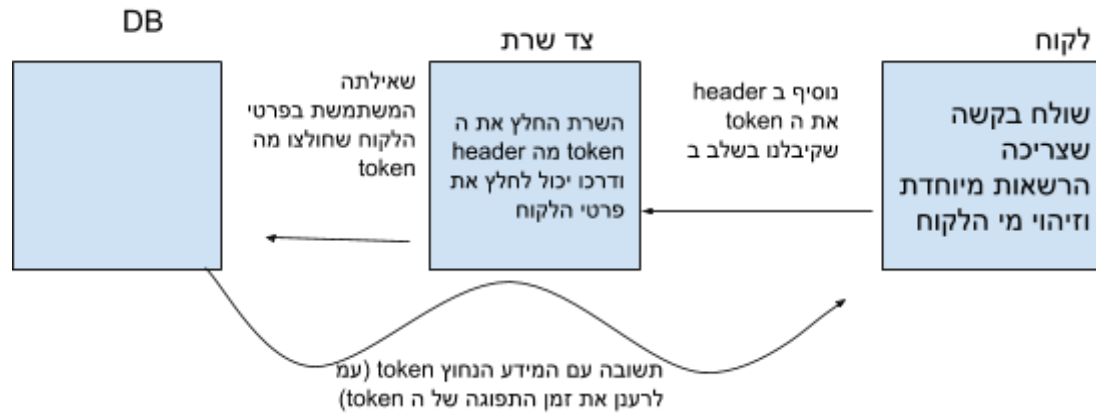 לקוח
שולח בקשה
שצריכה
הרשאות מיוחדת
וזיהוי מי הלקוח
נוסיף ב header
את ה token
שקיבלנו בשלב ב
צד שרת
השרת החלץ את ה
token מה header
ודרכו יכול לחלץ את
פרטי הלקוח
שאילתה
המשתמשת בפרטי
הלקוח שחולצו מה
token
DB
תשובה עם המידע הנחוץ token (עמ
לרענן את זמן התפוגה של ה token)